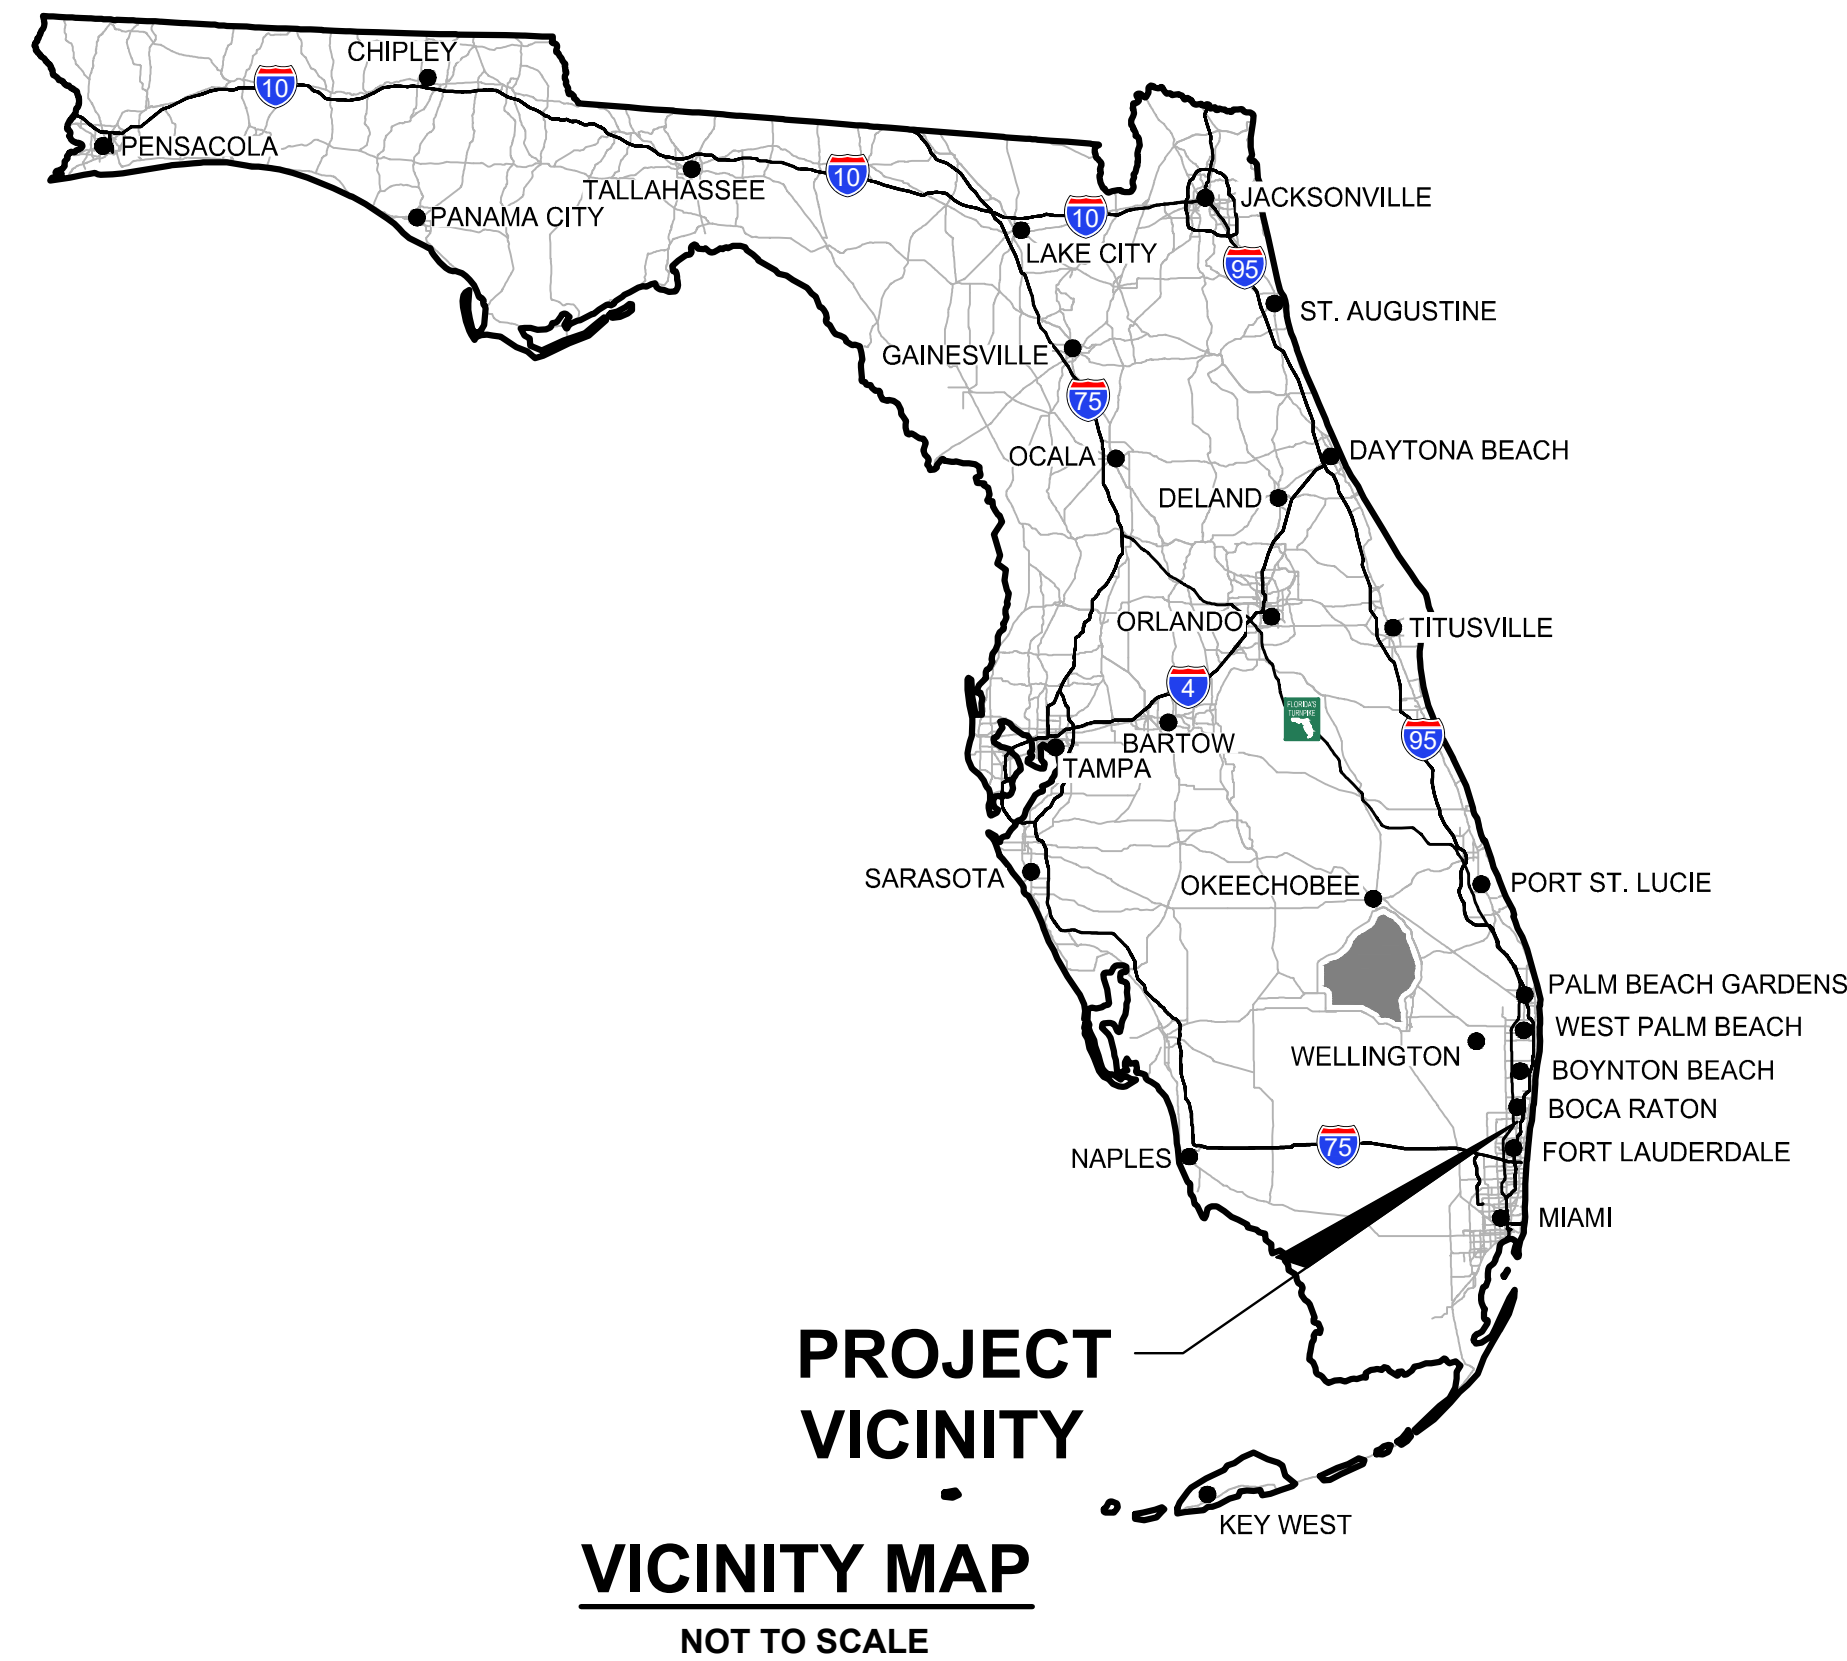 CHIPLEY
10
PENSACOLA
TALLAHASSEE
10
PANAMA CITY
10
JACKSONVILLE
LAKE CITY
95
ST. AUGUSTINE
GAINESVILLE
75
OCALA
DAYTONA BEACH
DELAND
ORLANDO
TITUSVILLE
4
FLORIDA'S
TURNPIKE
95
BARTOW
TAMPA
SARASOTA
OKEECHOBEE
PORT ST. LUCIE
PALM BEACH GARDENS
WEST PALM BEACH
WELLINGTON
BOYNTON BEACH
BOCA RATON
75
NAPLES
FORT LAUDERDALE
MIAMI
PROJECT
VICINITY
KEY WEST
VICINITY MAP
NOT TO SCALE